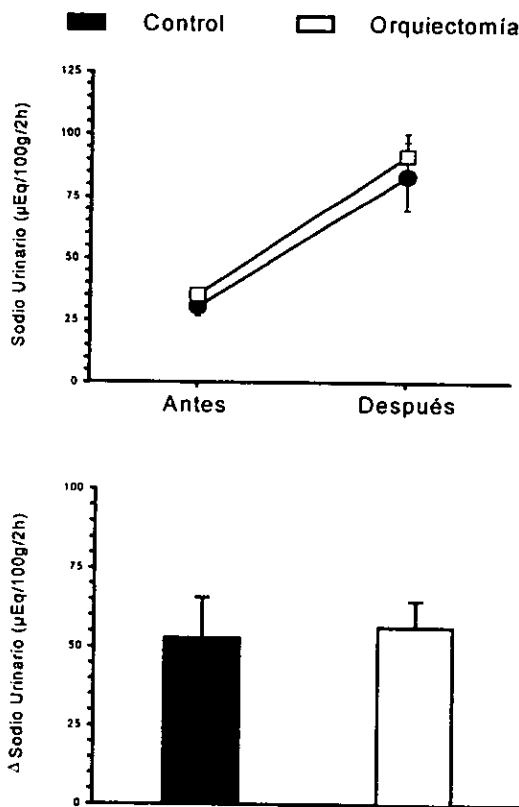 Control Orquiectomía
Sodio Urinario (µEq/100g/2h)
125
100
75
50
25
0
Antes Después
Δ Sodio Urinario (µEq/100g/2h)
100
75
50
25
0